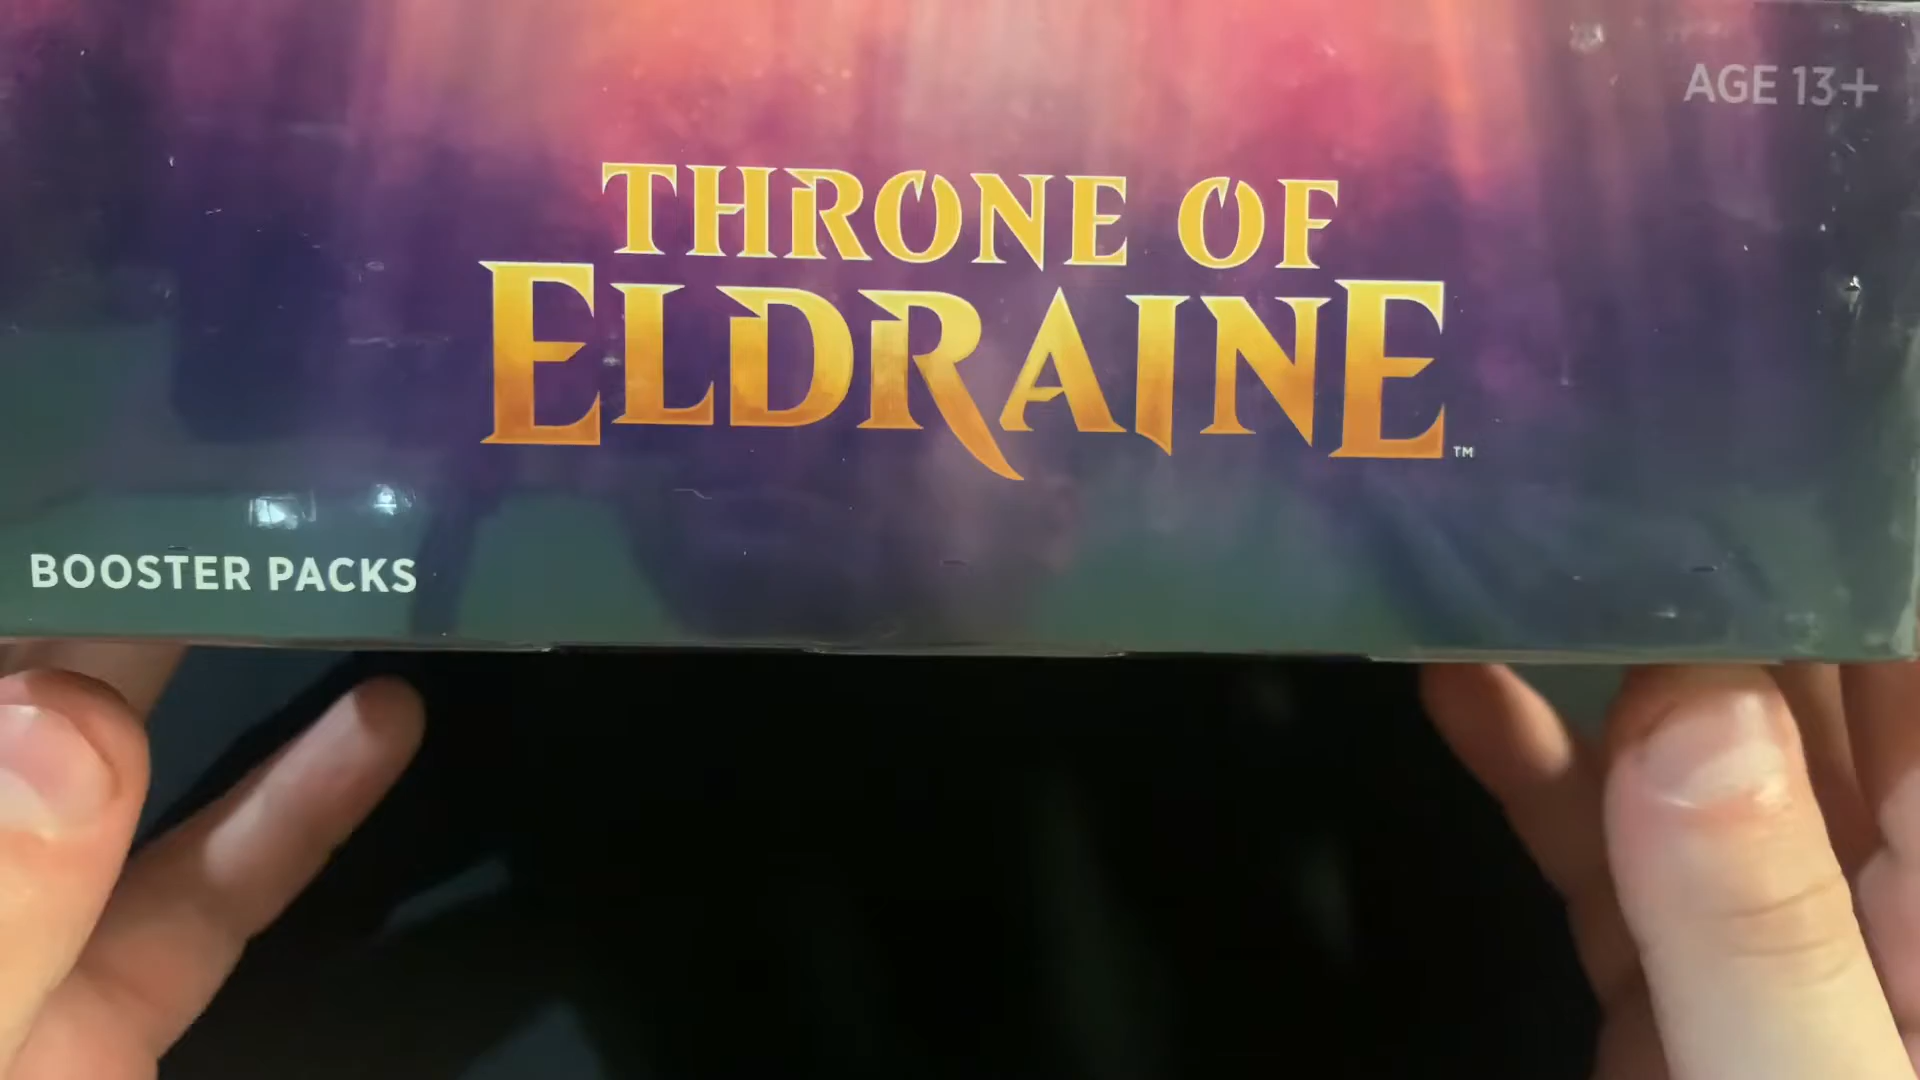 AGE 13+
THRONE OF
ELDRAINE™
BOOSTER PACKS